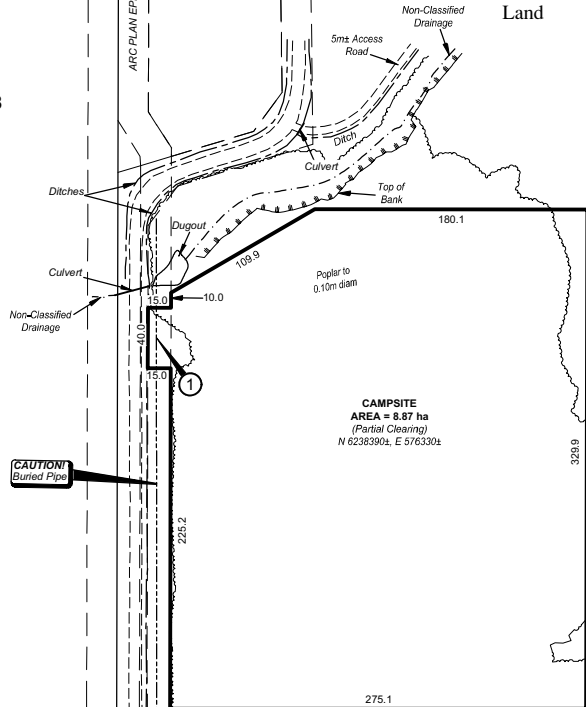 Land
Non-Classified
Drainage
ARC PLAN EP
5m± Access
Road
Ditch
Culvert
Ditches
Top of
Bank
180.1
Dugout
109.9
Culvert
Poplar to
0.10m diam
15.0
10.0
Non-Classified
Drainage
40.0
15.0
1
CAMPSITE
AREA = 8.87 ha
(Partial Clearing)
N 6238390±, E 576330±
329.9
CAUTION!
Buried Pipe
225.2
275.1